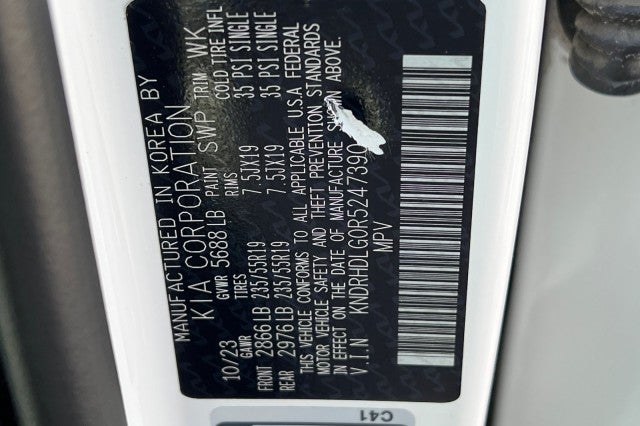 MANUFACTURED IN KOREA BY
KIA CORPORATION
10/23 GVWR 5688 LB PAINT SWP TRIM WK
GAWR TIRES RIMS COLD TIRE INFL
FRONT 2866 LB 235/55R19 7.5JX19 35 PSI SINGLE
REAR 2976 LB 235/55R19 7.5JX19 35 PSI SINGLE
THIS VEHICLE CONFORMS TO ALL APPLICABLE U.S.A FEDERAL
MOTOR VEHICLE SAFETY AND THEFT PREVENTION STANDARDS
IN EFFECT ON THE DATE OF MANUFACTURE SHOWN ABOVE.
V.I.N KNDRHDLG0R5247390
MPV
C41